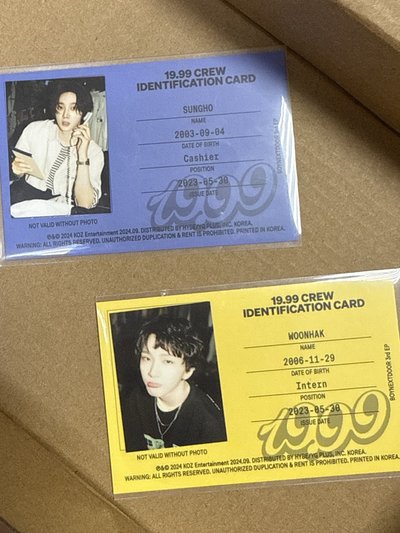 19.99 CREW
IDENTIFICATION CARD
SUNGHO
NAME
2003-09-04
DATE OF BIRTH
Cashier
POSITION
2023-05-30
ISSUE DATE
1999
BOYNEXTDOOR 3rd EP
NOT VALID WITHOUT PHOTO
℗&© 2024 KOZ Entertainment 2024.09. DISTRIBUTED BY HYBE/YG PLUS, INC. KOREA.
WARNING: ALL RIGHTS RESERVED. UNAUTHORIZED DUPLICATION & RENT IS PROHIBITED. PRINTED IN KOREA.
19.99 CREW
IDENTIFICATION CARD
WOONHAK
NAME
2006-11-29
DATE OF BIRTH
Intern
POSITION
2023-05-30
ISSUE DATE
1999
BOYNEXTDOOR 3rd EP
NOT VALID WITHOUT PHOTO
℗&© 2024 KOZ Entertainment 2024.09. DISTRIBUTED BY HYBE/YG PLUS, INC. KOREA.
WARNING: ALL RIGHTS RESERVED. UNAUTHORIZED DUPLICATION & RENT IS PROHIBITED. PRINTED IN KOREA.